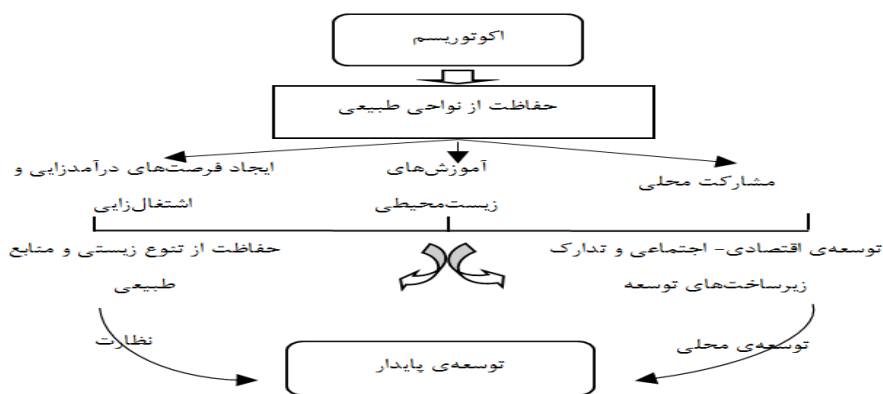 اکوتوریسم
حفاظت از نواحی طبیعی
مشارکت محلی
آموزش‌های
زیست‌محیطی
ایجاد فرصت‌های درآمدزایی و
اشتغال‌زایی
توسعه‌ی اقتصادی- اجتماعی و تدارک
زیرساخت‌های توسعه
حفاظت از تنوع زیستی و منابع
طبیعی
توسعه‌ی محلی
نظارت
توسعه‌ی پایدار